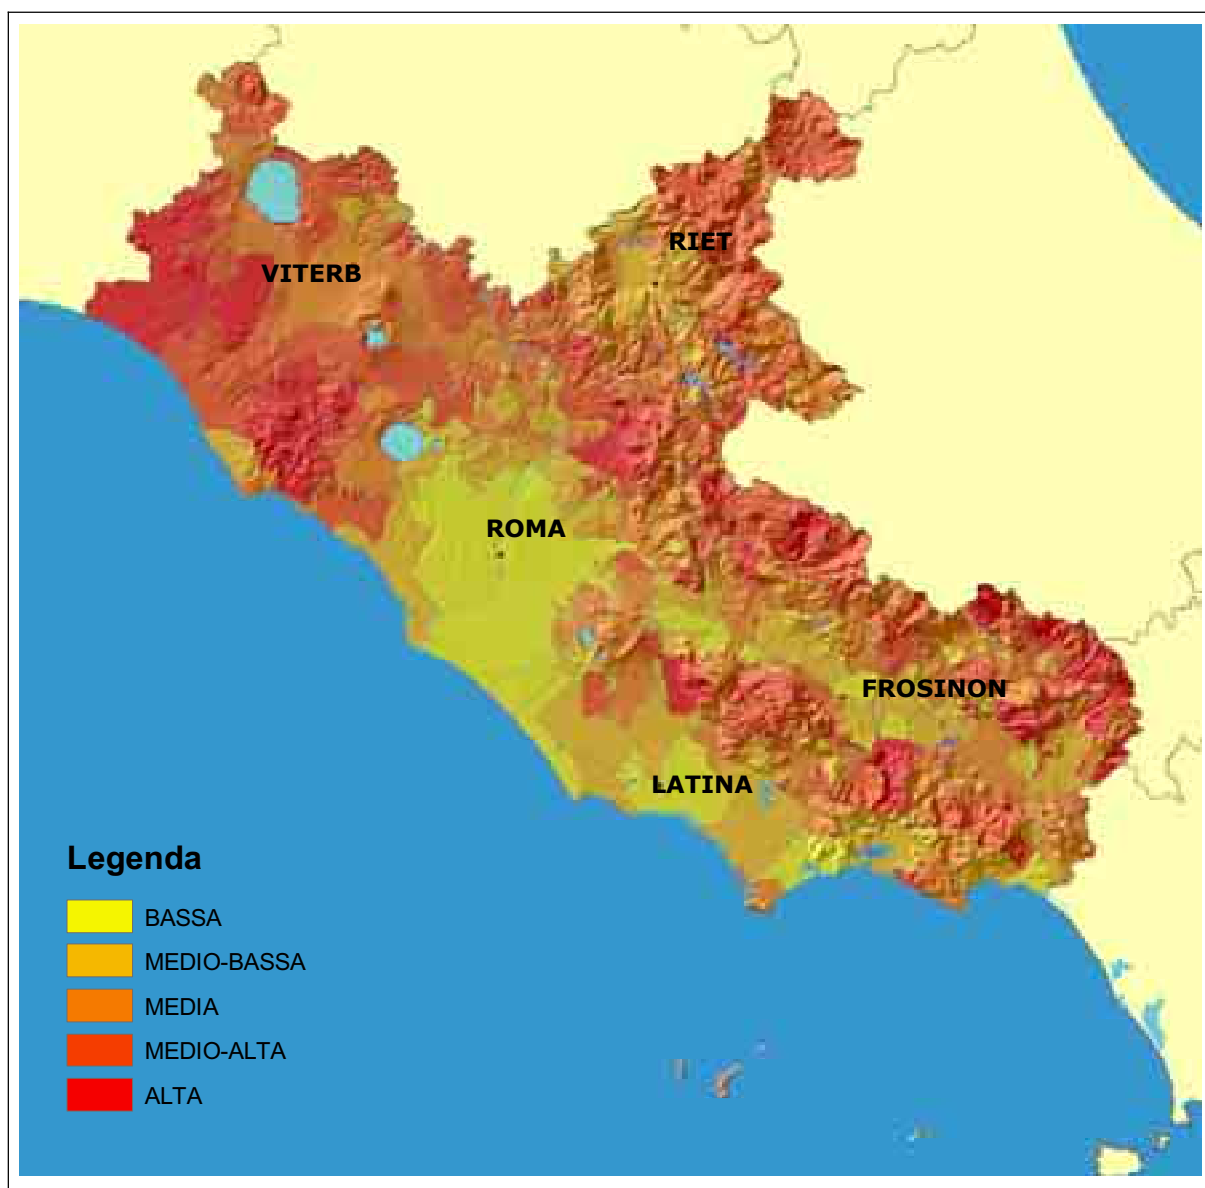 RIET
VITERB
ROMA
FROSINON
LATINA
Legenda
BASSA
MEDIO-BASSA
MEDIA
MEDIO-ALTA
ALTA